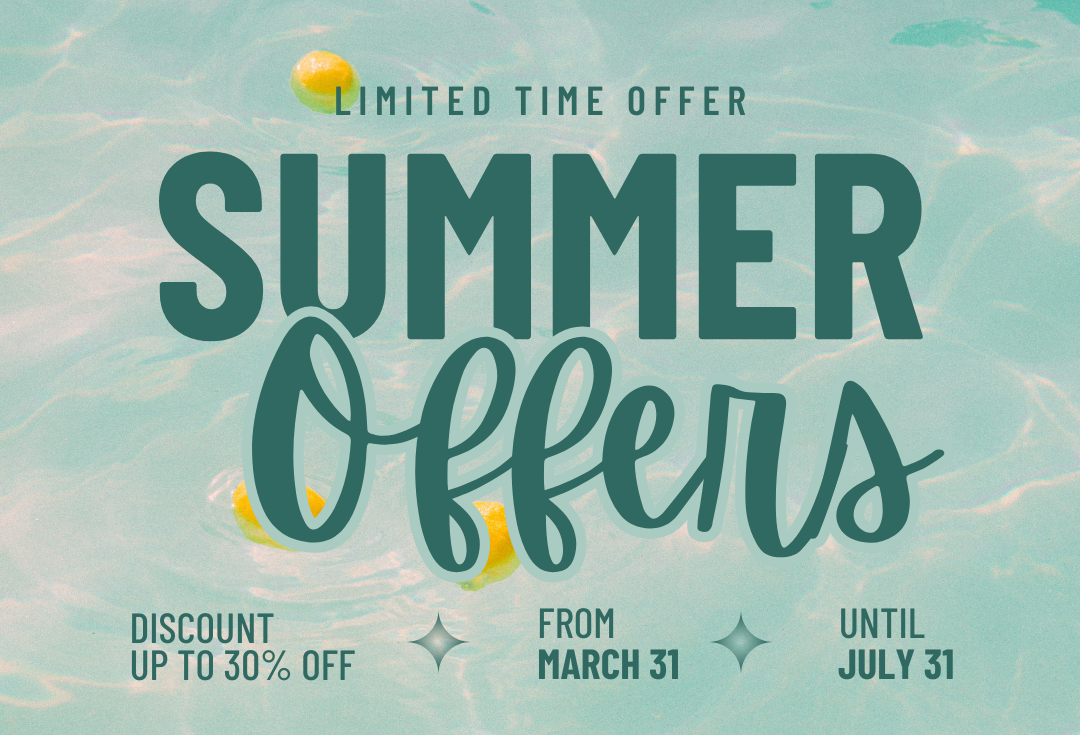 LIMITED TIME OFFER
SUMMER
Offers
DISCOUNT
UP TO 30% OFF
FROM
MARCH 31
UNTIL
JULY 31